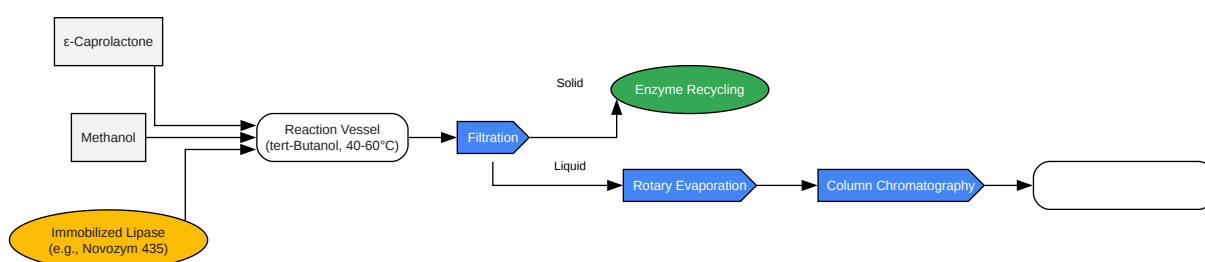 ε-Caprolactone
Methanol
Immobilized Lipase
(e.g., Novozym 435)
Reaction Vessel
(tert-Butanol, 40-60°C)
Filtration
Solid
Enzyme Recycling
Liquid
Rotary Evaporation
Column Chromatography